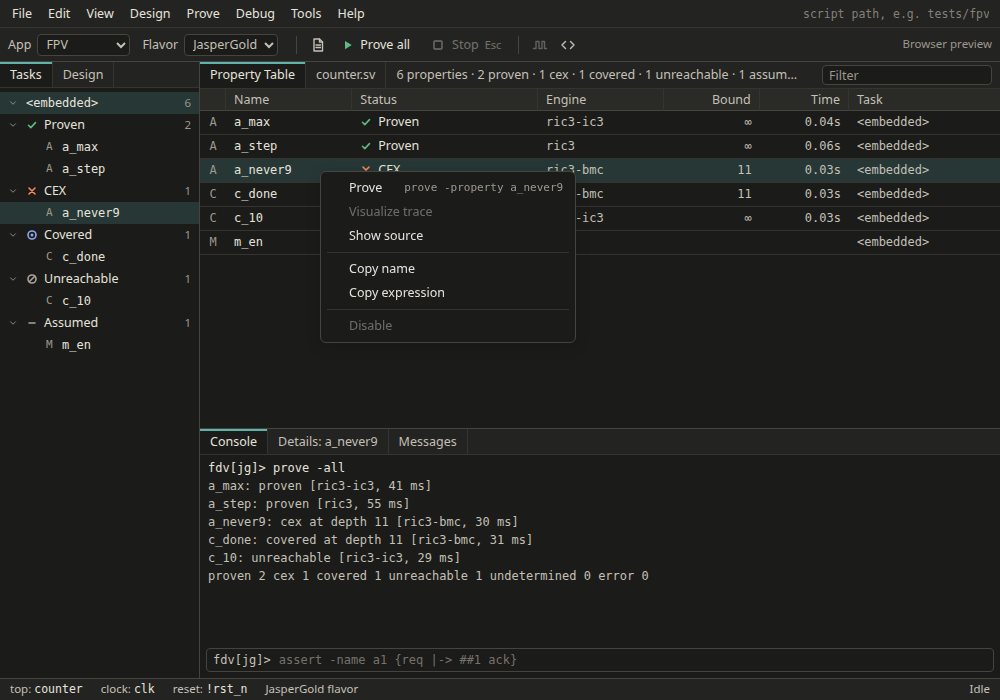 File Edit View Design Prove Debug Tools Help script path, e.g. tests/fpv
App FPV Flavor JasperGold Prove all Stop Esc Browser preview
Tasks Design
<embedded> 6
Proven 2
A a_max
A a_step
CEX 1
A a_never9
Covered 1
C c_done
Unreachable 1
C c_10
Assumed 1
M m_en
Property Table counter.sv 6 properties · 2 proven · 1 cex · 1 covered · 1 unreachable · 1 assum... Filter
Name Status Engine Bound Time Task
A a_max Proven ric3-ic3 ∞ 0.04s <embedded>
A a_step Proven ric3 ∞ 0.06s <embedded>
A a_never9 CEX ric3-bmc 11 0.03s <embedded>
C c_done -bmc 11 0.03s <embedded>
C c_10 -ic3 ∞ 0.03s <embedded>
M m_en <embedded>
Prove prove -property a_never9
Visualize trace
Show source
Copy name
Copy expression
Disable
Console Details: a_never9 Messages
fdv[jg]> prove -all
a_max: proven [ric3-ic3, 41 ms]
a_step: proven [ric3, 55 ms]
a_never9: cex at depth 11 [ric3-bmc, 30 ms]
c_done: covered at depth 11 [ric3-bmc, 31 ms]
c_10: unreachable [ric3-ic3, 29 ms]
proven 2 cex 1 covered 1 unreachable 1 undetermined 0 error 0
fdv[jg]> assert -name a1 {req |-> ##1 ack}
top: counter clock: clk reset: !rst_n JasperGold flavor Idle